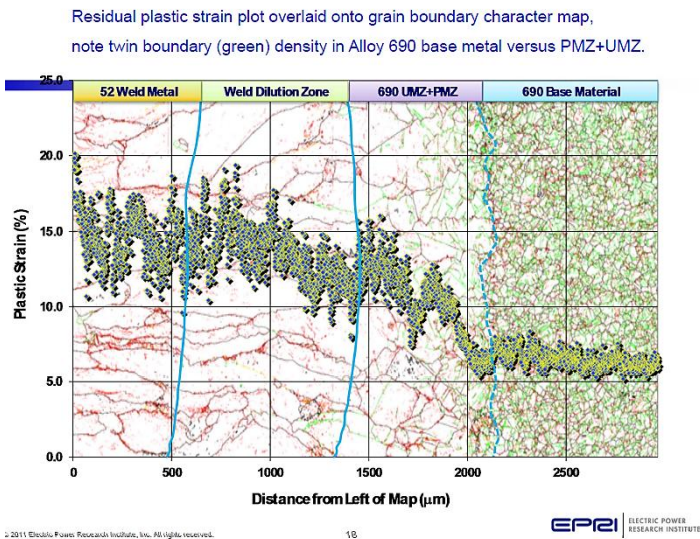 Residual plastic strain plot overlaid onto grain boundary character map,
note twin boundary (green) density in Alloy 690 base metal versus PMZ+UMZ.
25.0
52 Weld Metal
Weld Dilution Zone
690 UMZ+PMZ
690 Base Material
20.0
15.0
10.0
5.0
0.0
Plastic Strain (%)
0
500
1000
1500
2000
2500
Distance from Left of Map (μm)
© 2011 Electric Power Research Institute, Inc. All rights reserved.
18
EPRI
ELECTRIC POWER
RESEARCH INSTITUTE